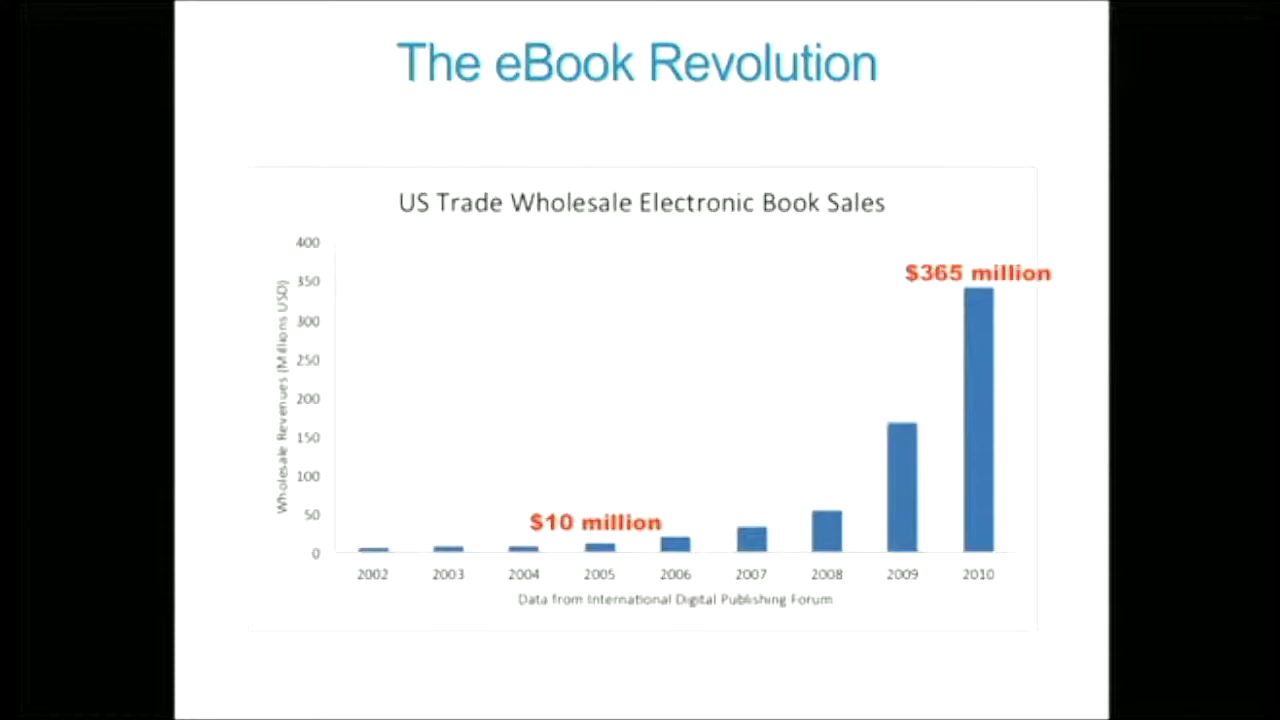 The eBook Revolution
US Trade Wholesale Electronic Book Sales
Wholesale Revenues (Millions USD)
400
350
300
250
200
150
100
50
0
$365 million
$10 million
2002 2003 2004 2005 2006 2007 2008 2009 2010
Data from International Digital Publishing Forum